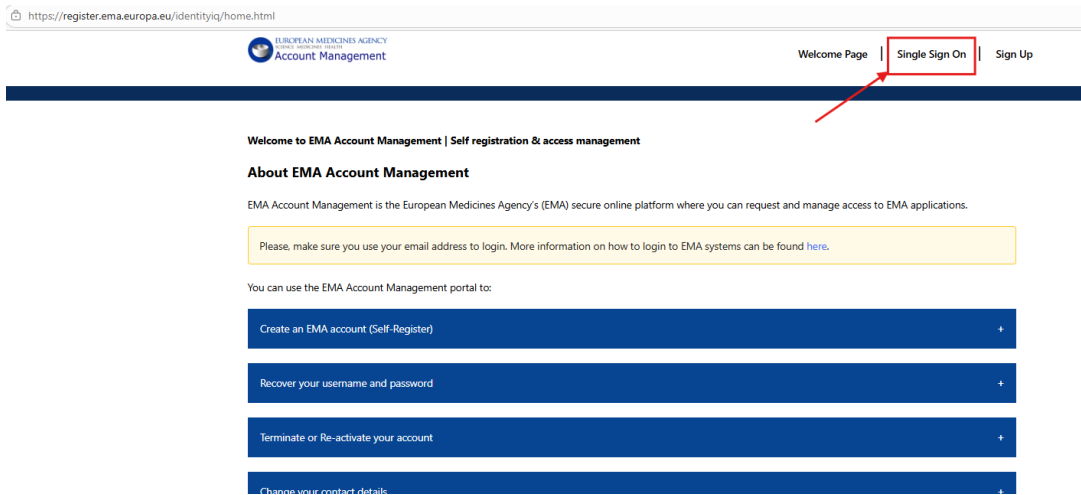 https://register.ema.europa.eu/identityiq/home.html
EUROPEAN MEDICINES AGENCY
SCIENCE MEDICINES HEALTH
Account Management
Welcome Page | Single Sign On | Sign Up
Welcome to EMA Account Management | Self registration & access management
About EMA Account Management
EMA Account Management is the European Medicines Agency's (EMA) secure online platform where you can request and manage access to EMA applications.
Please, make sure you use your email address to login. More information on how to login to EMA systems can be found here.
You can use the EMA Account Management portal to:
Create an EMA account (Self-Register) +
Recover your username and password +
Terminate or Re-activate your account +
Change your contact details +